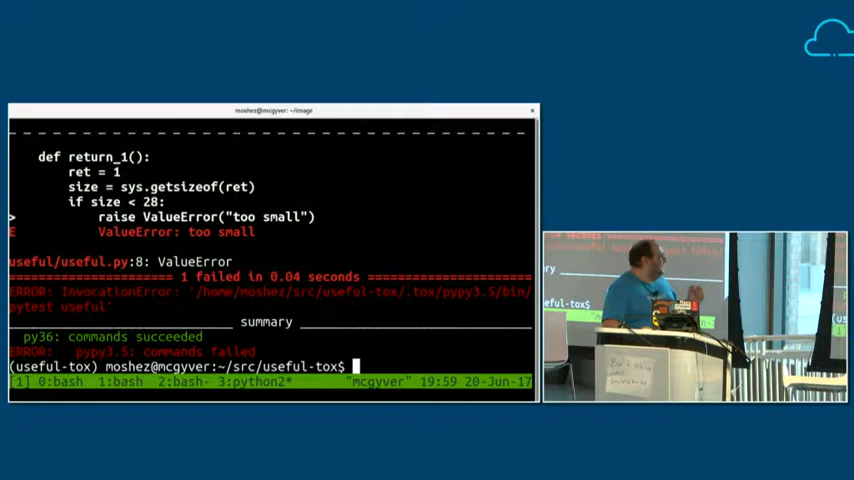 moshez@mcgyver: ~/image
def return_1():
ret = 1
size = sys.getsizeof(ret)
if size < 28:
> raise ValueError("too small")
E ValueError: too small
useful/useful.py:8: ValueError
1 failed in 0.04 seconds
ERROR: InvocationError: '/home/moshez/src/useful-tox/.tox/pypy3.5/bin/
pytest useful'
summary
py36: commands succeeded
ERROR: pypy3.5: commands failed
(useful-tox) moshez@mcgyver:~/src/useful-tox$
[1] 0:bash 1:bash 2:bash- 3:python2* "mcgyver" 19:59 20-Jun-17